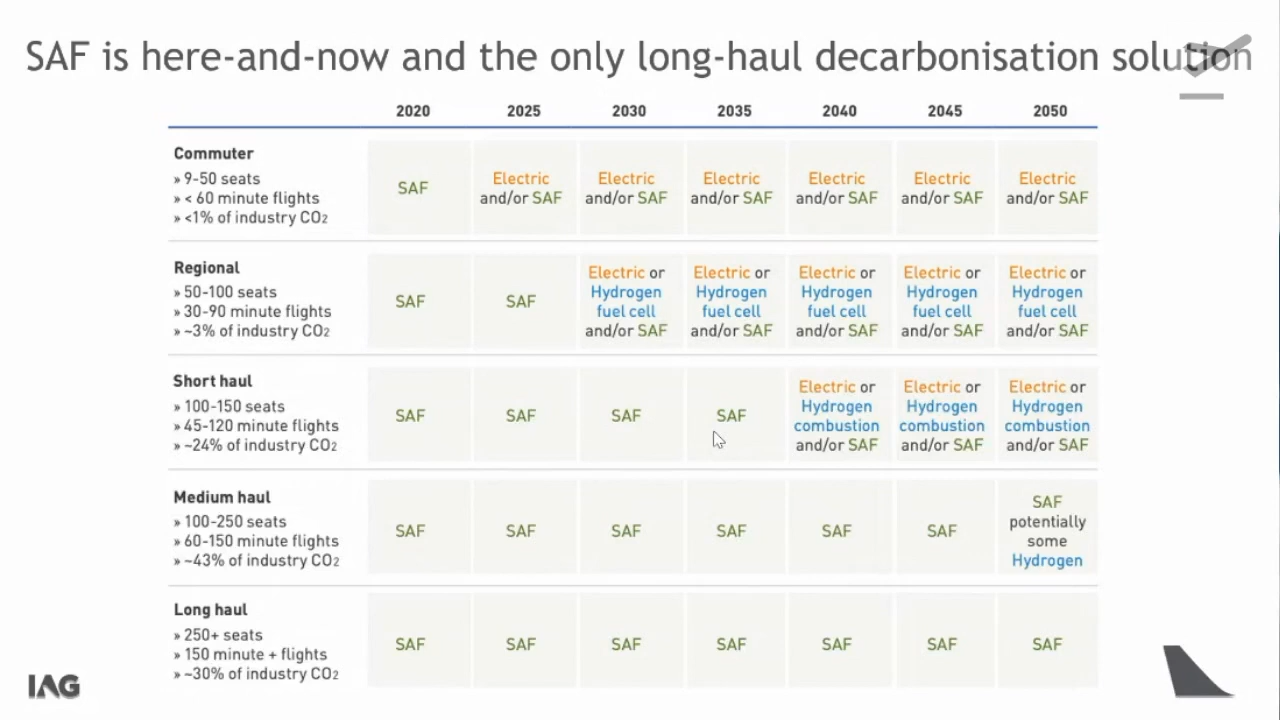 SAF is here-and-now and the only long-haul decarbonisation solution
2020 2025 2030 2035 2040 2045 2050
Commuter
» 9-50 seats
» < 60 minute flights
» <1% of industry CO2
SAF
Electric
and/or SAF
Electric
and/or SAF
Electric
and/or SAF
Electric
and/or SAF
Electric
and/or SAF
Electric
and/or SAF
Regional
» 50-100 seats
» 30-90 minute flights
» ~3% of industry CO2
SAF
SAF
Electric or
Hydrogen
fuel cell
and/or SAF
Electric or
Hydrogen
fuel cell
and/or SAF
Electric or
Hydrogen
fuel cell
and/or SAF
Electric or
Hydrogen
fuel cell
and/or SAF
Electric or
Hydrogen
fuel cell
and/or SAF
Short haul
» 100-150 seats
» 45-120 minute flights
» ~24% of industry CO2
SAF
SAF
SAF
SAF
Electric or
Hydrogen
combustion
and/or SAF
Electric or
Hydrogen
combustion
and/or SAF
Electric or
Hydrogen
combustion
and/or SAF
Medium haul
» 100-250 seats
» 60-150 minute flights
» ~43% of industry CO2
SAF
SAF
SAF
SAF
SAF
SAF
SAF
potentially
some
Hydrogen
Long haul
» 250+ seats
» 150 minute + flights
» ~30% of industry CO2
SAF
SAF
SAF
SAF
SAF
SAF
SAF
IAG